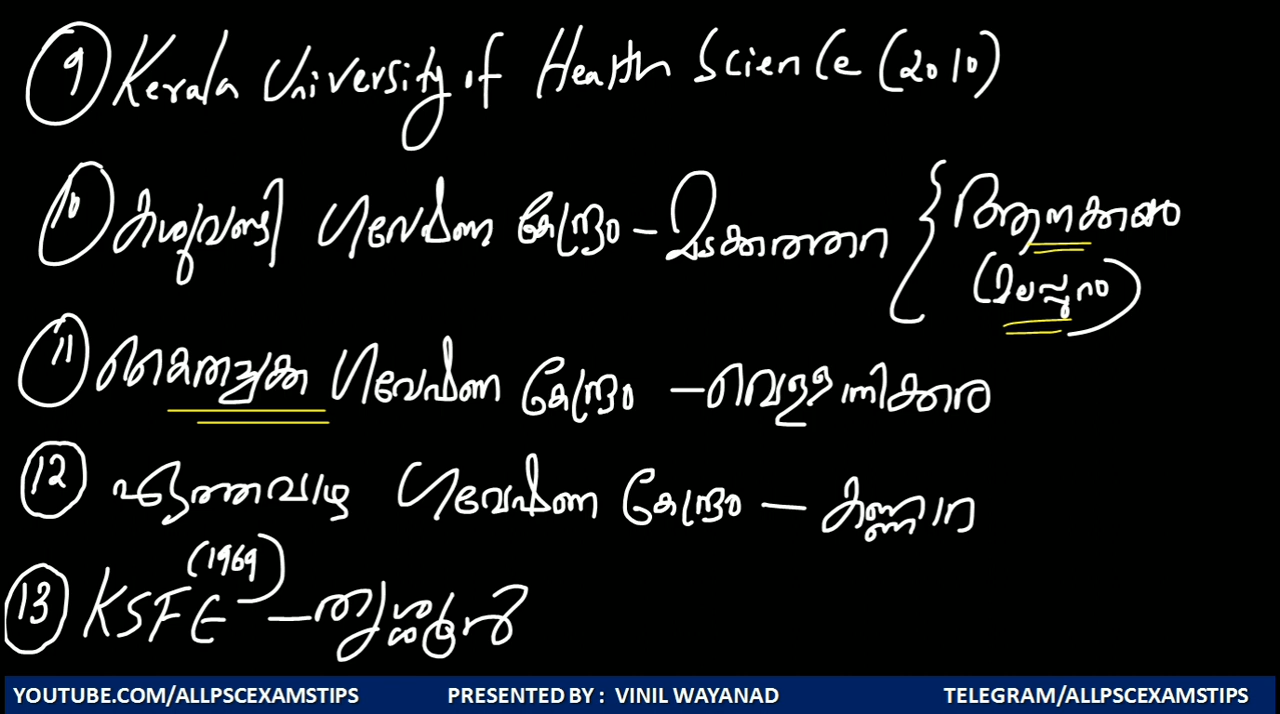 9 Kerala University of Health Science (2010)
10 കശുവണ്ടി ഗവേഷണ കേന്ദ്രം - മടക്കത്തറ { ആനക്കയം
(മലപ്പുറം)
11 കൈതച്ചക്ക ഗവേഷണ കേന്ദ്രം - വെള്ളാനിക്കര
12 ഏത്തവാഴ ഗവേഷണ കേന്ദ്രം - കണ്ണാറ
(1969)
13 KSFE - തൃശ്ശൂർ
YOUTUBE.COM/ALLPSCEXAMSTIPS PRESENTED BY : VINIL WAYANAD TELEGRAM/ALLPSCEXAMSTIPS